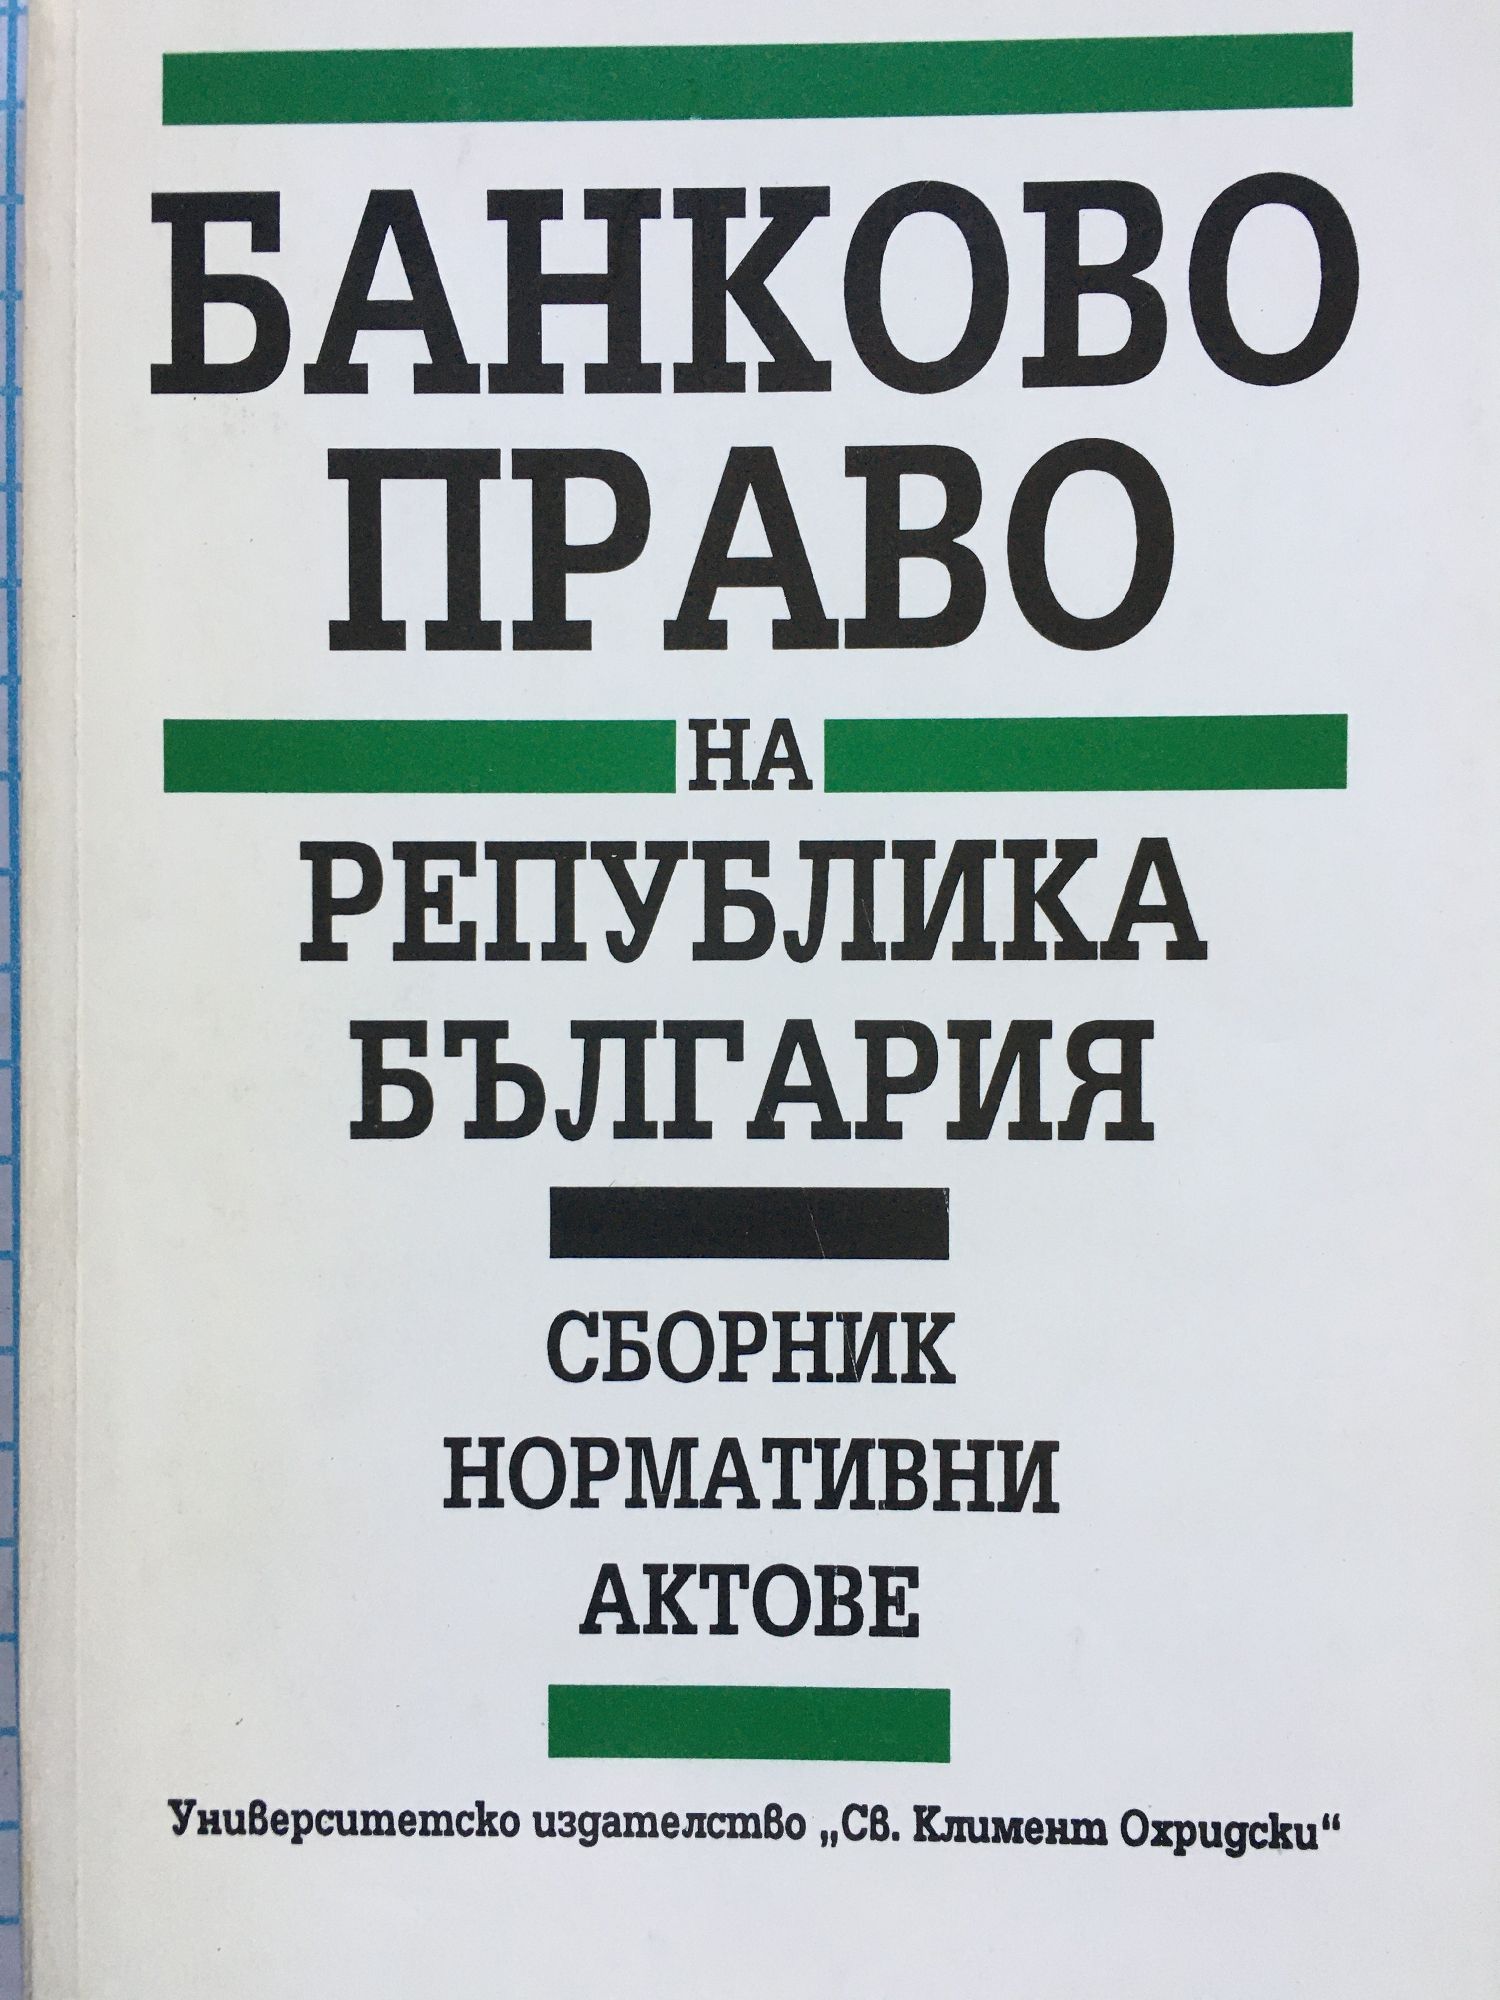 БАНКОВО
ПРАВО
НА
РЕПУБЛИКА
БЪЛГАРИЯ
СБОРНИК
НОРМАТИВНИ
АКТОВЕ
Университетско издателство „Св. Климент Охридски“